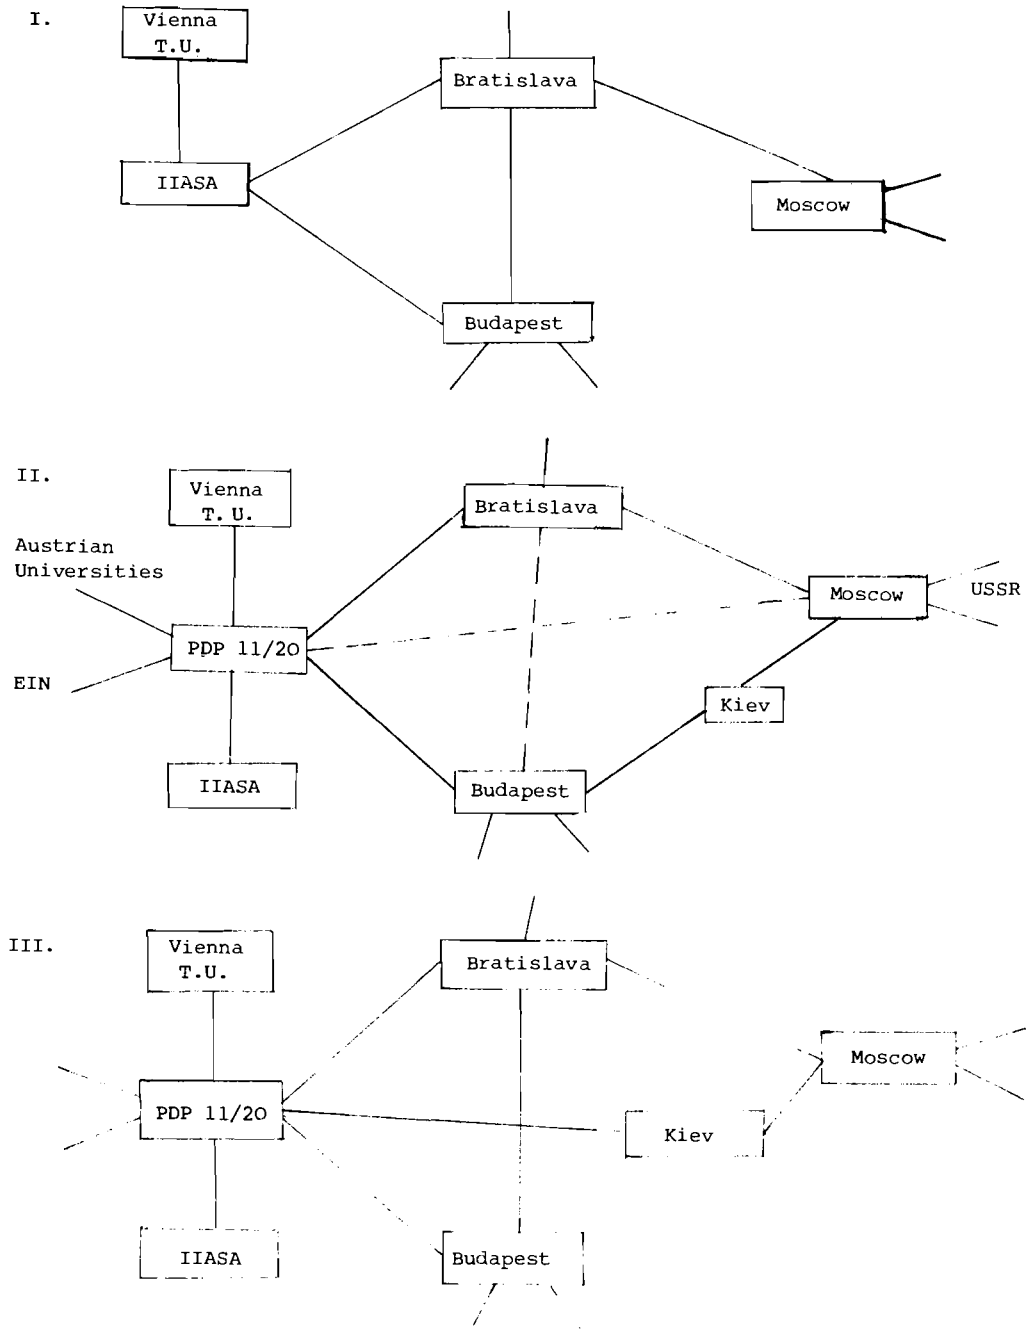 I.
Vienna
T.U.
Bratislava
IIASA
Moscow
Budapest
II.
Vienna
T.U.
Bratislava
Austrian
Universities
Moscow
USSR
PDP 11/20
EIN
Kiev
IIASA
Budapest
III.
Vienna
T.U.
Bratislava
Moscow
PDP 11/20
Kiev
IIASA
Budapest